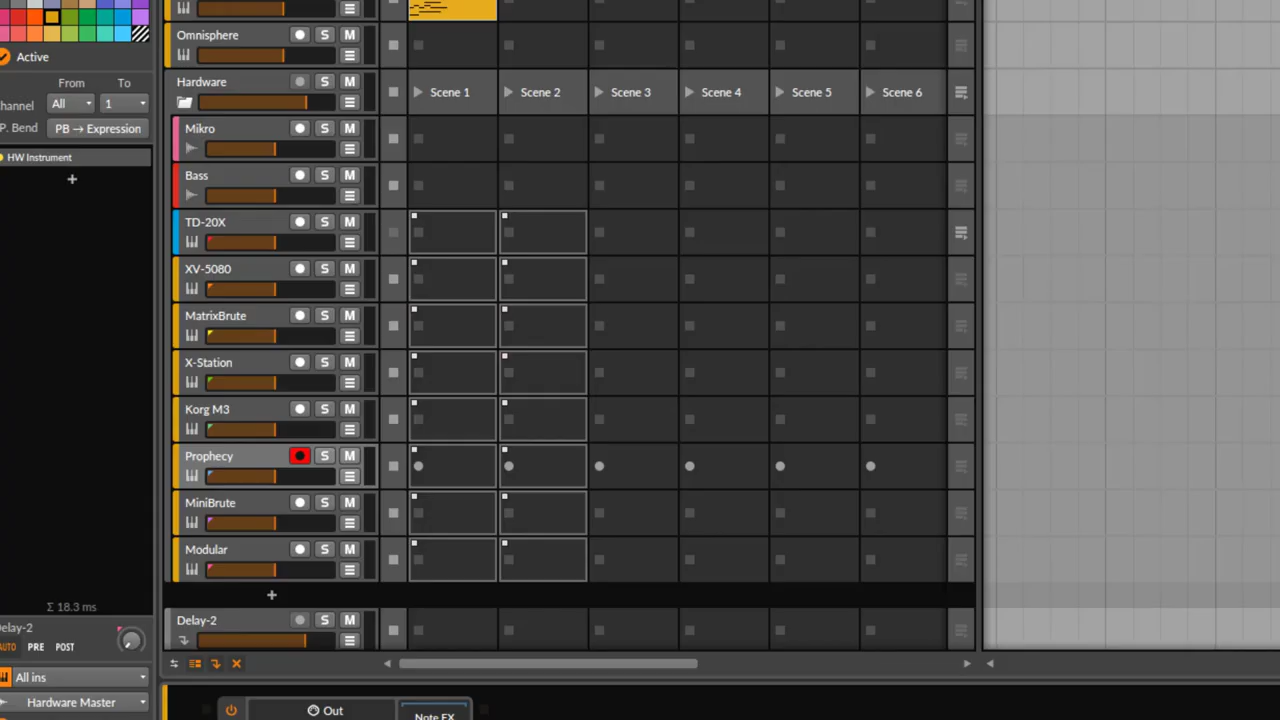 Active
From To
hannel All 1
P. Bend PB → Expression
HW Instrument
+
Σ 18.3 ms
Delay-2
AUTO PRE POST
All ins
Hardware Master
S M
Omnisphere S M
Hardware S M
Scene 1 Scene 2 Scene 3 Scene 4 Scene 5 Scene 6
Mikro S M
Bass S M
TD-20X S M
XV-5080 S M
MatrixBrute S M
X-Station S M
Korg M3 S M
Prophecy S M
MiniBrute S M
Modular S M
+
Delay-2 S M
Out
Note FX